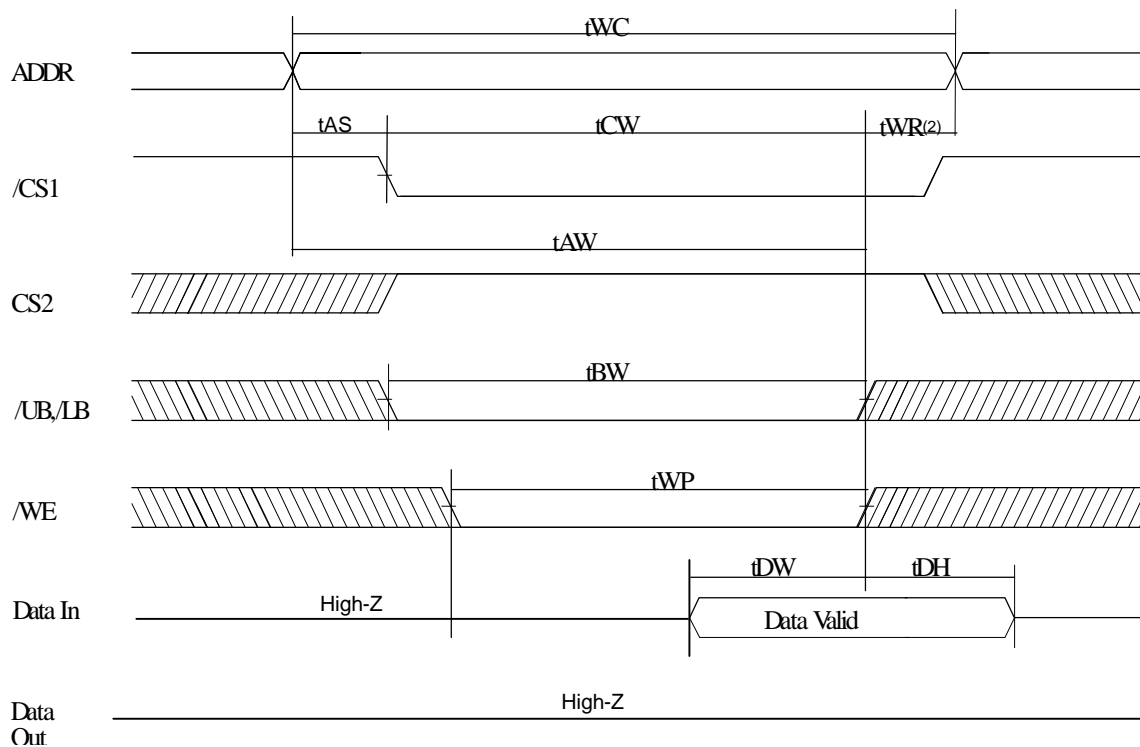 tWC
ADDR
tAS tCW tWR(2)
/CS1
tAW
CS2
tBW
/UB,/LB
tWP
/WE
tDW tDH
Data In High-Z Data Valid
High-Z
Data
Out